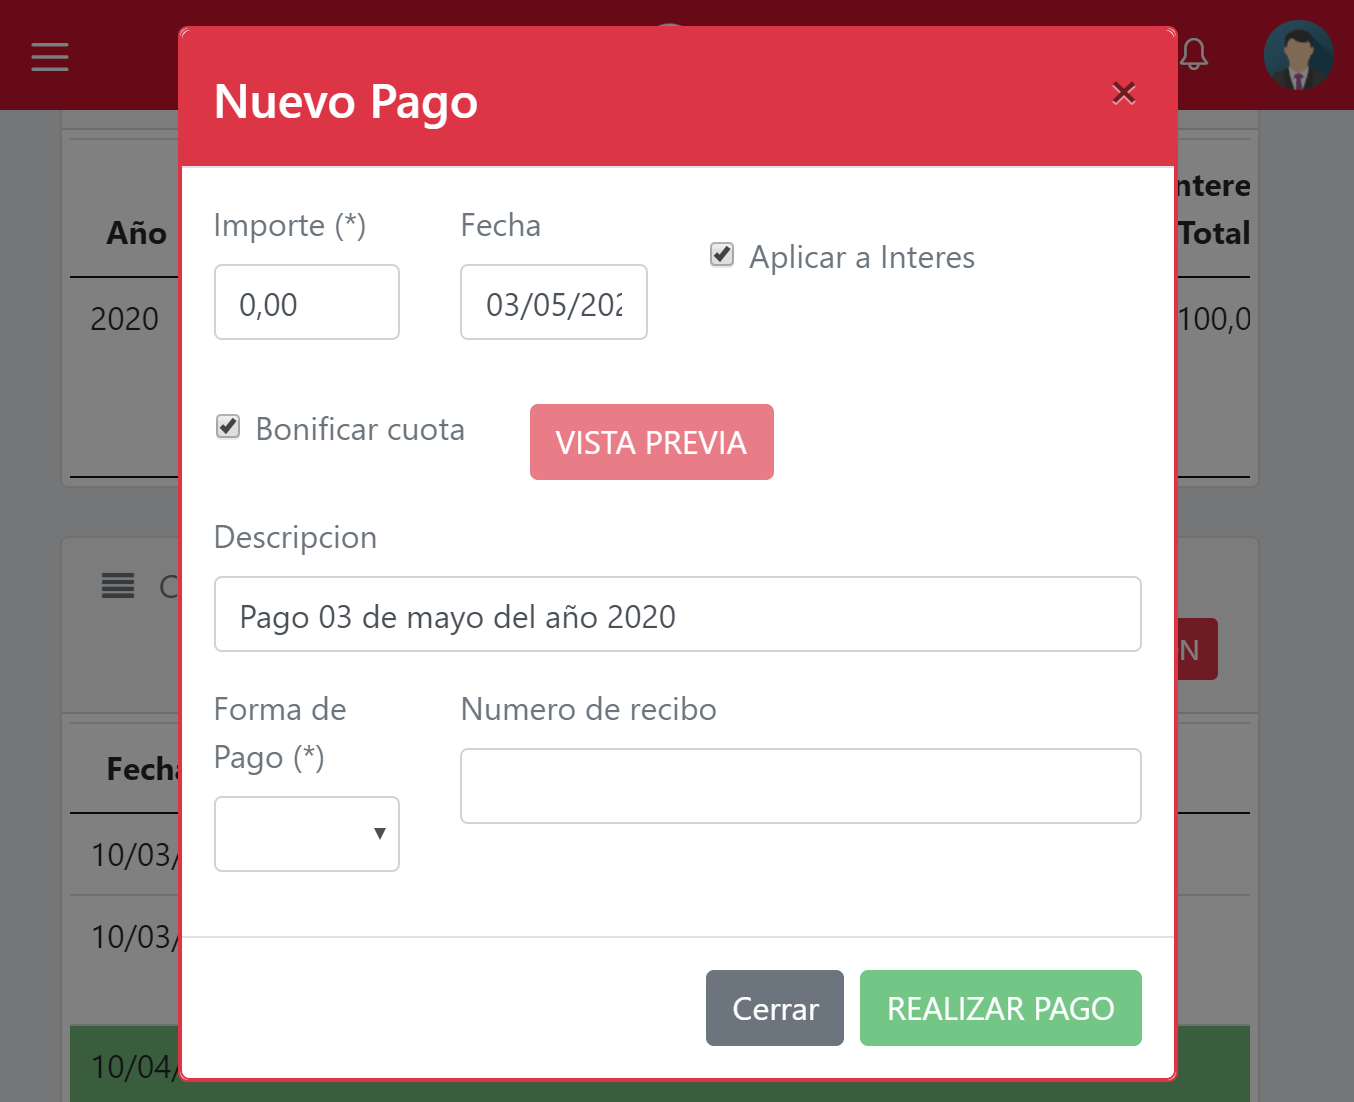 Nuevo Pago
×
Importe (*)
Fecha
Aplicar a Interes
0,00
03/05/202
Bonificar cuota
VISTA PREVIA
Descripcion
Pago 03 de mayo del año 2020
Forma de
Pago (*)
Numero de recibo
Cerrar
REALIZAR PAGO
Año
ntere
Total
2020
100,0
C
N
Fecha
10/03/
10/03/
10/04/